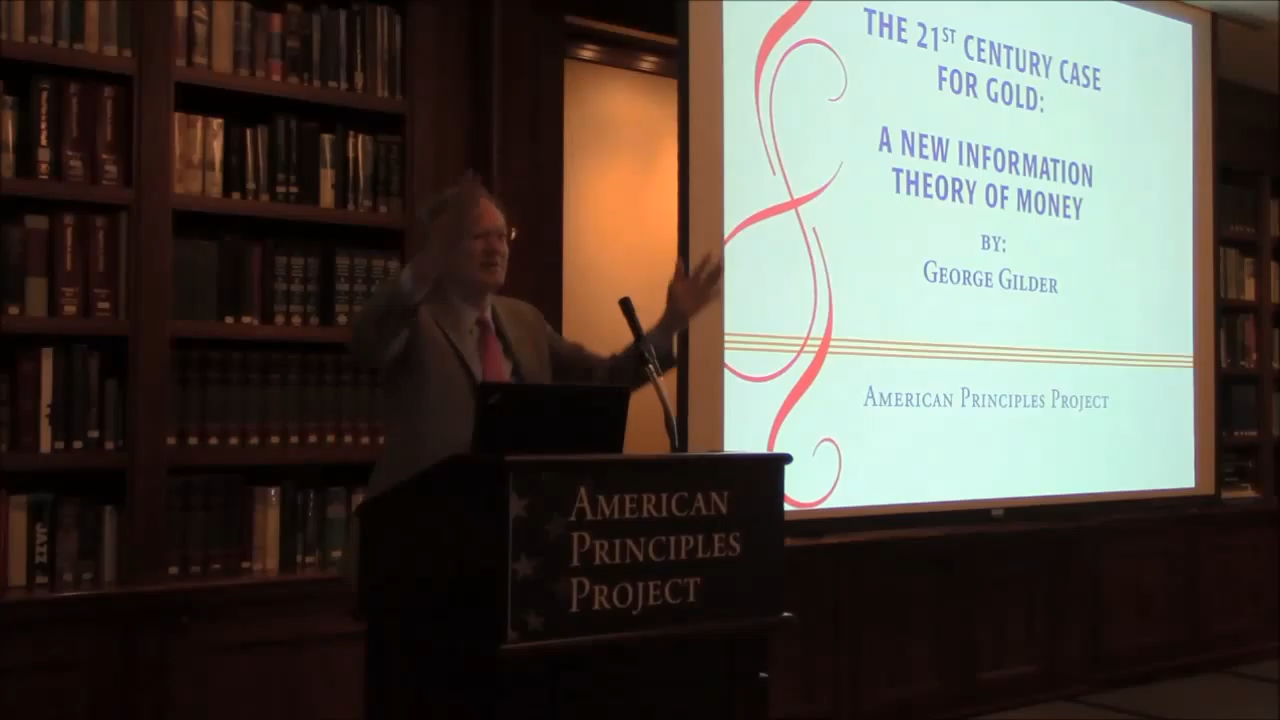 THE 21ST CENTURY CASE
FOR GOLD:
A NEW INFORMATION
THEORY OF MONEY
BY:
GEORGE GILDER
AMERICAN PRINCIPLES PROJECT
AMERICAN
PRINCIPLES
PROJECT
JAZZ